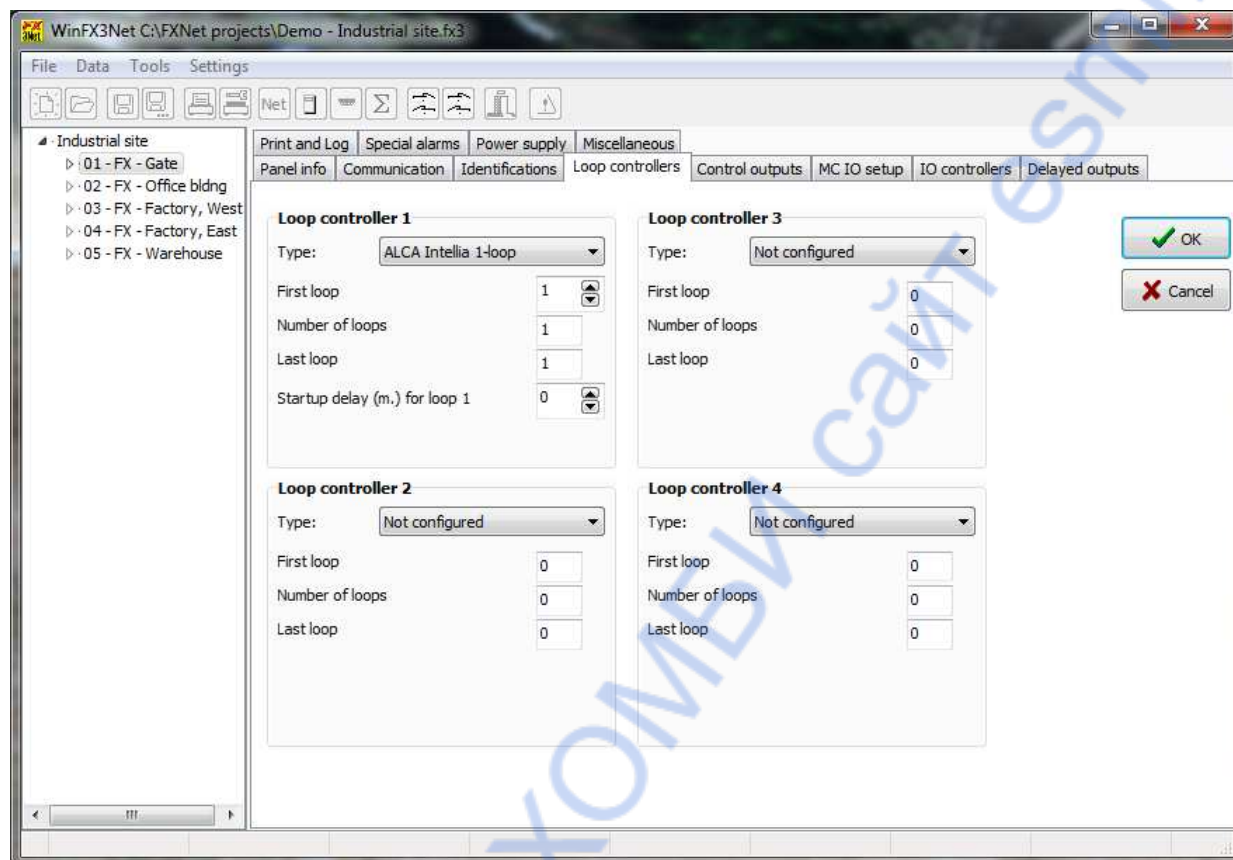 WinFX3Net C:\FXNet projects\Demo - Industrial site.fx3
File Data Tools Settings
Net
Industrial site
01 - FX - Gate
02 - FX - Office bldng
03 - FX - Factory, West
04 - FX - Factory, East
05 - FX - Warehouse
Print and Log Special alarms Power supply Miscellaneous
Panel info Communication Identifications Loop controllers Control outputs MC IO setup IO controllers Delayed outputs
Loop controller 1
Type: ALCA Intellia 1-loop
First loop 1
Number of loops 1
Last loop 1
Startup delay (m.) for loop 1 0
Loop controller 3
Type: Not configured
First loop 0
Number of loops 0
Last loop 0
OK
Cancel
Loop controller 2
Type: Not configured
First loop 0
Number of loops 0
Last loop 0
Loop controller 4
Type: Not configured
First loop 0
Number of loops 0
Last loop 0
ХОМБИ сайт esmi